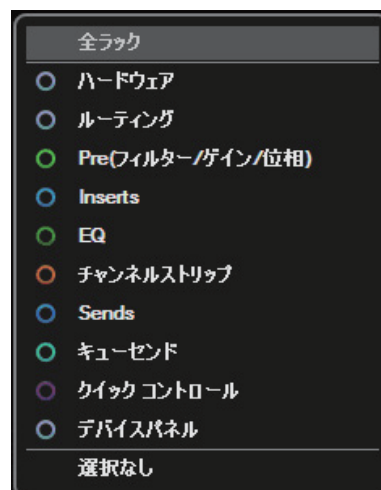 全ラック
ハードウェア
ルーティング
Pre(フィルター/ゲイン/位相)
Inserts
EQ
チャンネルストリップ
Sends
キューセンド
クイック コントロール
デバイスパネル
選択なし